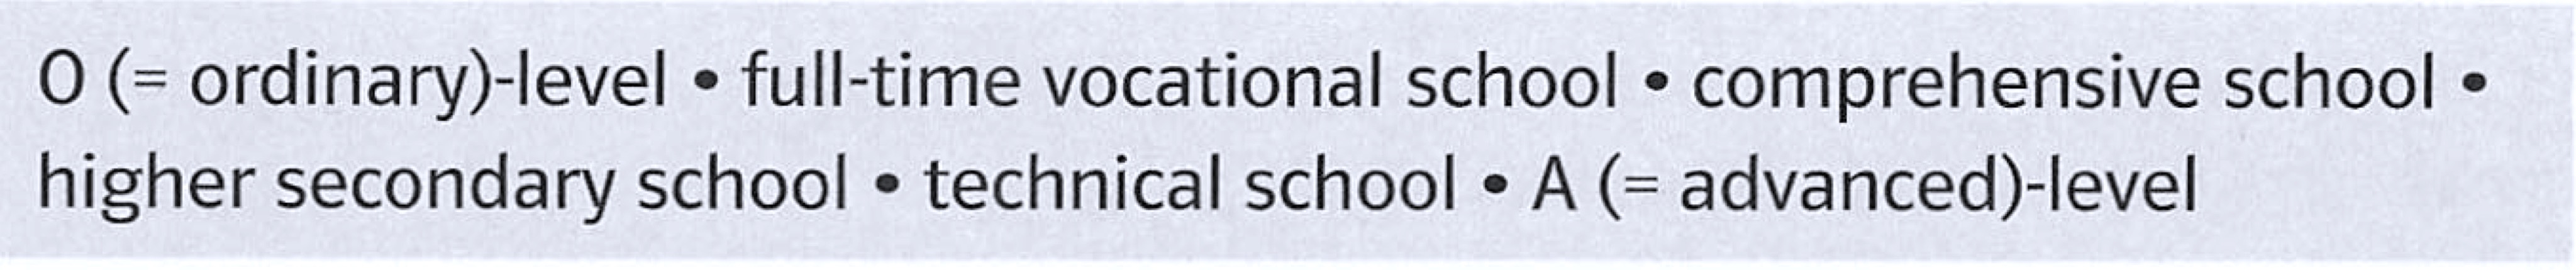 O (= ordinary)-level • full-time vocational school • comprehensive school •
higher secondary school • technical school • A (= advanced)-level